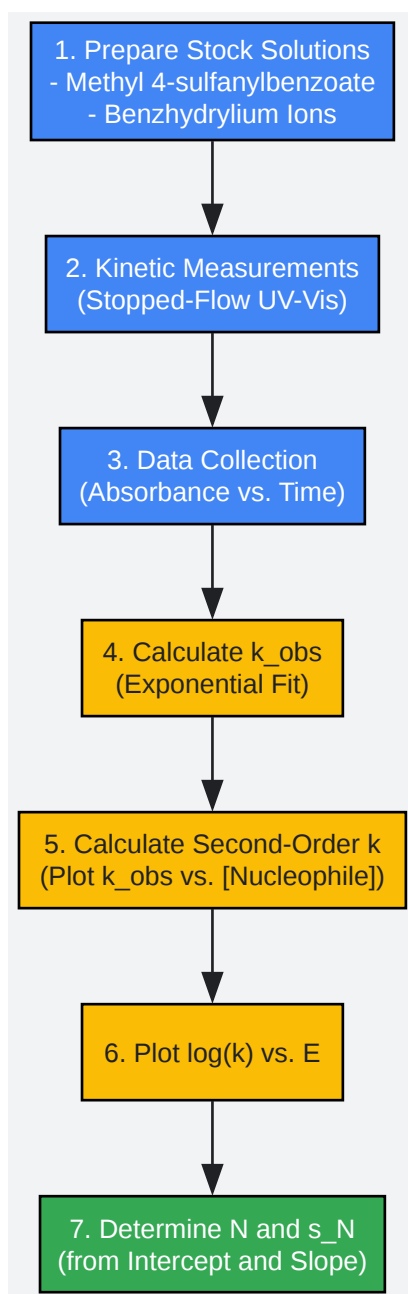 1. Prepare Stock Solutions
- Methyl 4-sulfanylbenzoate
- Benzhydrylium Ions
2. Kinetic Measurements
(Stopped-Flow UV-Vis)
3. Data Collection
(Absorbance vs. Time)
4. Calculate k_obs
(Exponential Fit)
5. Calculate Second-Order k
(Plot k_obs vs. [Nucleophile])
6. Plot log(k) vs. E
7. Determine N and s_N
(from Intercept and Slope)